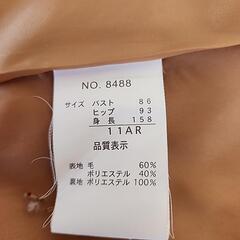 NO. 8488
サイズ バスト 86
ヒップ 93
身長 158
11AR
品質表示
表地 毛 60%
ポリエステル 40%
裏地 ポリエステル 100%